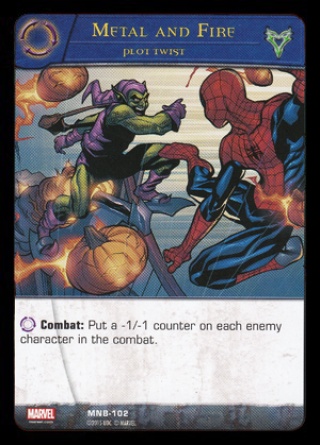 METAL AND FIRE
PLOT TWIST
Combat: Put a -1/-1 counter on each enemy
character in the combat.
MARVEL
MNB-102
MARVEL